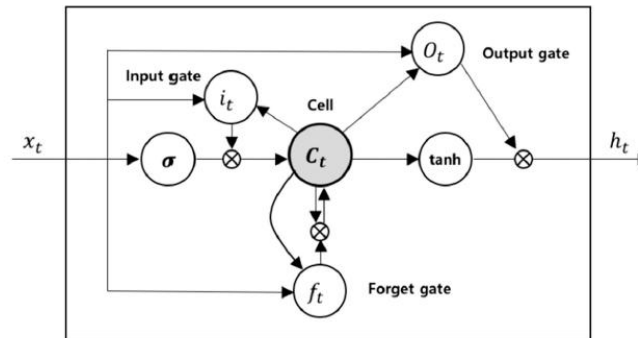 O_t
Output gate
Input gate
i_t
Cell
x_t
σ
C_t
tanh
h_t
f_t
Forget gate